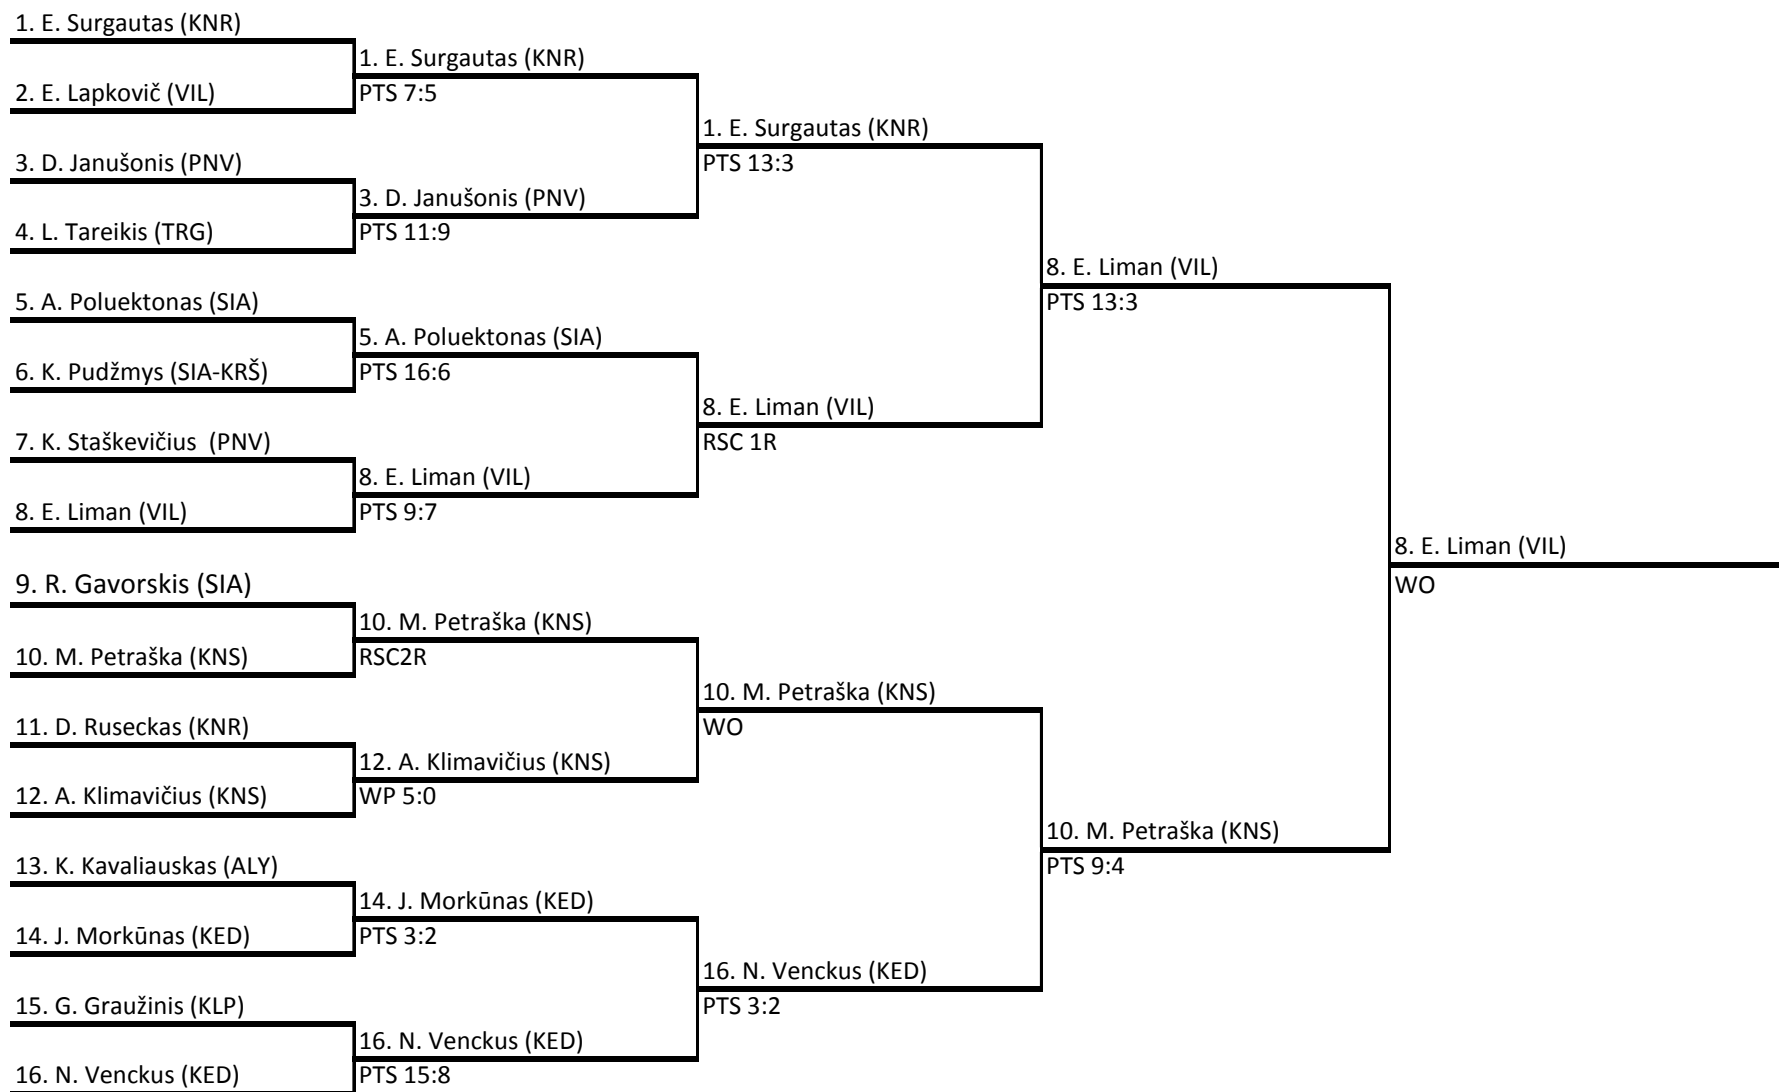 1. E. Surgautas (KNR)
1. E. Surgautas (KNR)
2. E. Lapkovič (VIL)
PTS 7:5
1. E. Surgautas (KNR)
3. D. Janušonis (PNV)
PTS 13:3
3. D. Janušonis (PNV)
4. L. Tareikis (TRG)
PTS 11:9
8. E. Liman (VIL)
5. A. Poluektonas (SIA)
PTS 13:3
5. A. Poluektonas (SIA)
6. K. Pudžmys (SIA-KRŠ)
PTS 16:6
8. E. Liman (VIL)
7. K. Staškevičius  (PNV)
RSC 1R
8. E. Liman (VIL)
8. E. Liman (VIL)
PTS 9:7
8. E. Liman (VIL)
9. R. Gavorskis (SIA)
WO
10. M. Petraška (KNS)
10. M. Petraška (KNS)
RSC2R
10. M. Petraška (KNS)
11. D. Ruseckas (KNR)
WO
12. A. Klimavičius (KNS)
12. A. Klimavičius (KNS)
WP 5:0
10. M. Petraška (KNS)
13. K. Kavaliauskas (ALY)
PTS 9:4
14. J. Morkūnas (KED)
14. J. Morkūnas (KED)
PTS 3:2
16. N. Venckus (KED)
15. G. Graužinis (KLP)
PTS 3:2
16. N. Venckus (KED)
16. N. Venckus (KED)
PTS 15:8